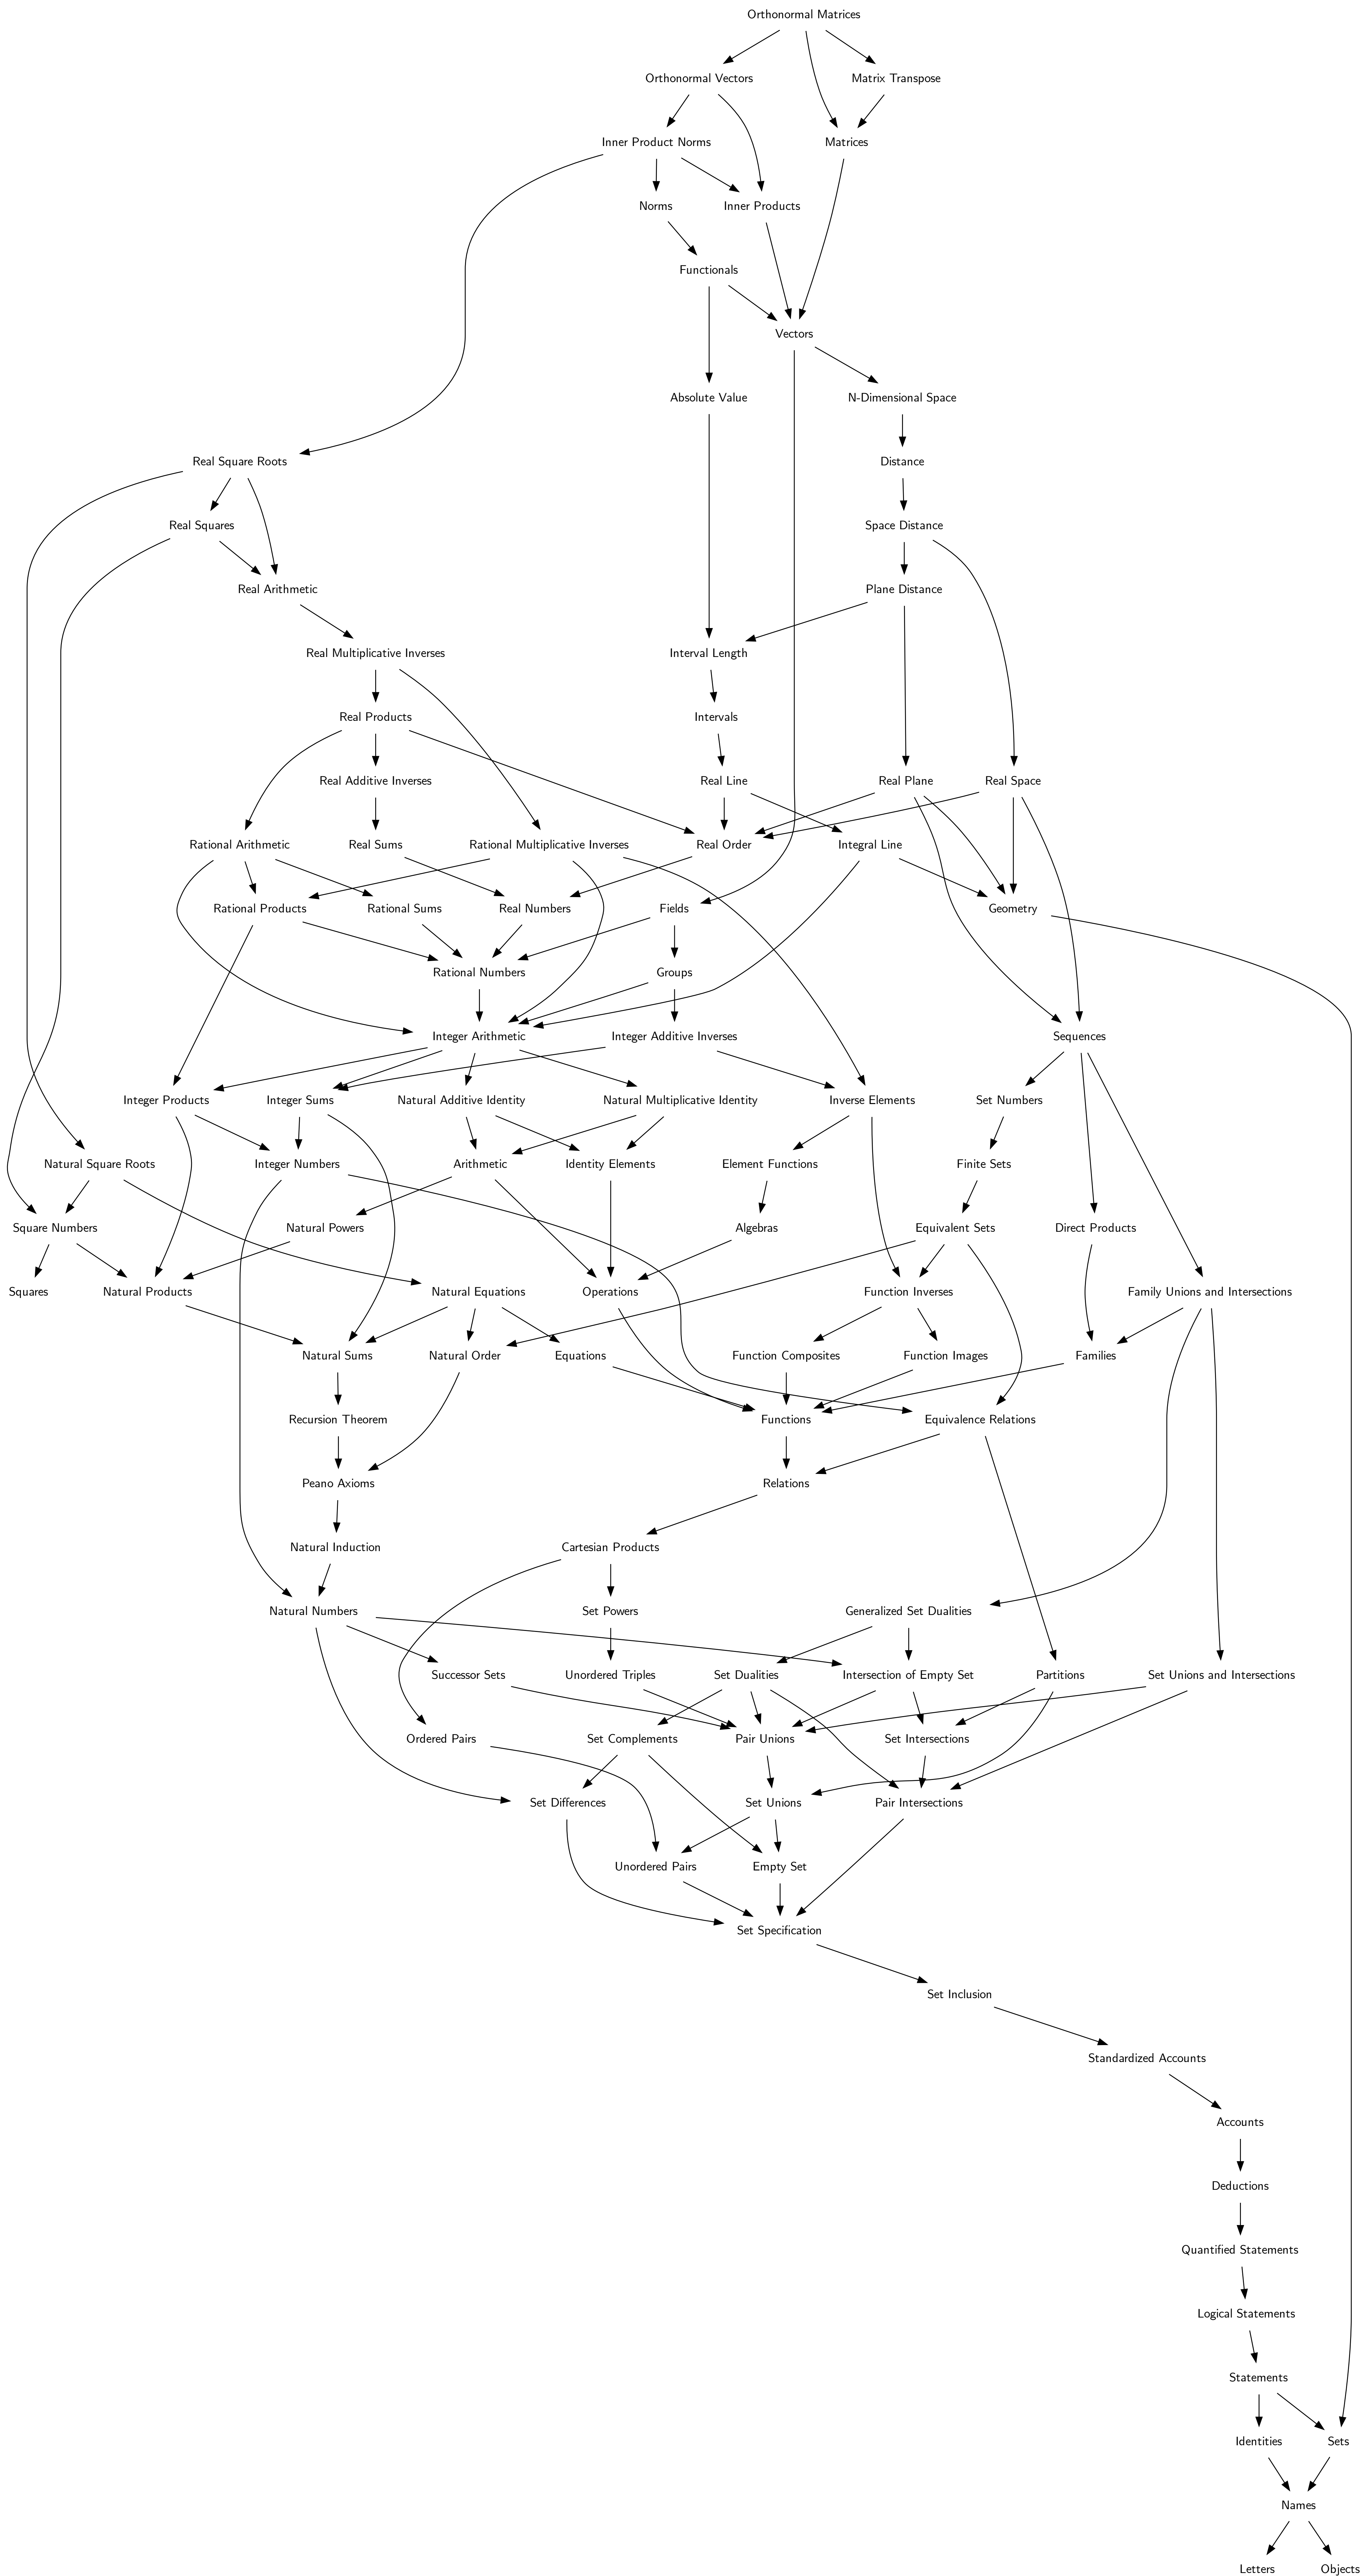 Orthonormal Matrices
Orthonormal Vectors
Matrix Transpose
Inner Product Norms
Matrices
Norms
Inner Products
Functionals
Vectors
Absolute Value
N-Dimensional Space
Real Square Roots
Distance
Real Squares
Space Distance
Real Arithmetic
Plane Distance
Real Multiplicative Inverses
Interval Length
Real Products
Intervals
Real Additive Inverses
Real Line
Real Plane
Real Space
Rational Arithmetic
Real Sums
Rational Multiplicative Inverses
Real Order
Integral Line
Rational Products
Rational Sums
Real Numbers
Fields
Geometry
Rational Numbers
Groups
Integer Arithmetic
Integer Additive Inverses
Sequences
Integer Products
Integer Sums
Natural Additive Identity
Natural Multiplicative Identity
Inverse Elements
Set Numbers
Natural Square Roots
Integer Numbers
Arithmetic
Identity Elements
Element Functions
Finite Sets
Square Numbers
Natural Powers
Algebras
Equivalent Sets
Direct Products
Squares
Natural Products
Natural Equations
Operations
Function Inverses
Family Unions and Intersections
Natural Sums
Natural Order
Equations
Function Composites
Function Images
Families
Recursion Theorem
Functions
Equivalence Relations
Peano Axioms
Relations
Natural Induction
Cartesian Products
Natural Numbers
Set Powers
Generalized Set Dualities
Successor Sets
Unordered Triples
Set Dualities
Intersection of Empty Set
Partitions
Set Unions and Intersections
Ordered Pairs
Set Complements
Pair Unions
Set Intersections
Set Differences
Set Unions
Pair Intersections
Unordered Pairs
Empty Set
Set Specification
Set Inclusion
Standardized Accounts
Accounts
Deductions
Quantified Statements
Logical Statements
Statements
Identities
Sets
Names
Letters
Objects